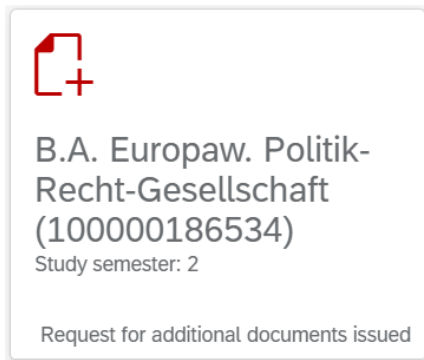 B.A. Europaw. Politik-
Recht-Gesellschaft
(100000186534)
Study semester: 2
Request for additional documents issued